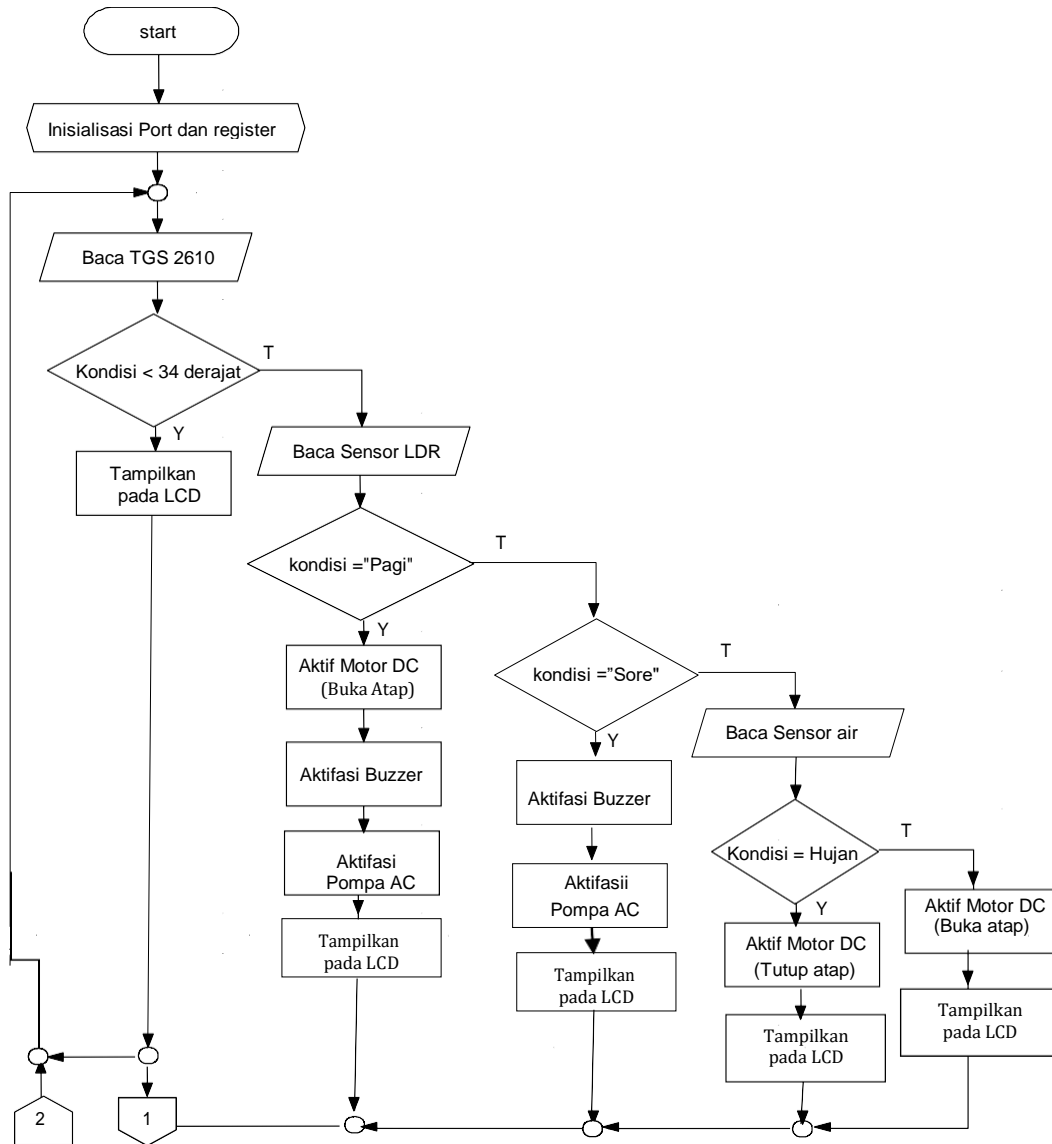 start
Inisialisasi Port dan register
Baca TGS 2610
Kondisi < 34 derajat
T
Y
Tampilkan
pada LCD
Baca Sensor LDR
kondisi ="Pagi"
T
Y
Aktif Motor DC
(Buka Atap)
Aktifasi Buzzer
Aktifasi
Pompa AC
Tampilkan
pada LCD
kondisi ="Sore"
T
Y
Aktifasi Buzzer
Aktifasii
Pompa AC
Tampilkan
pada LCD
Baca Sensor air
Kondisi = Hujan
T
Y
Aktif Motor DC
(Tutup atap)
Tampilkan
pada LCD
Aktif Motor DC
(Buka atap)
Tampilkan
pada LCD
2
1